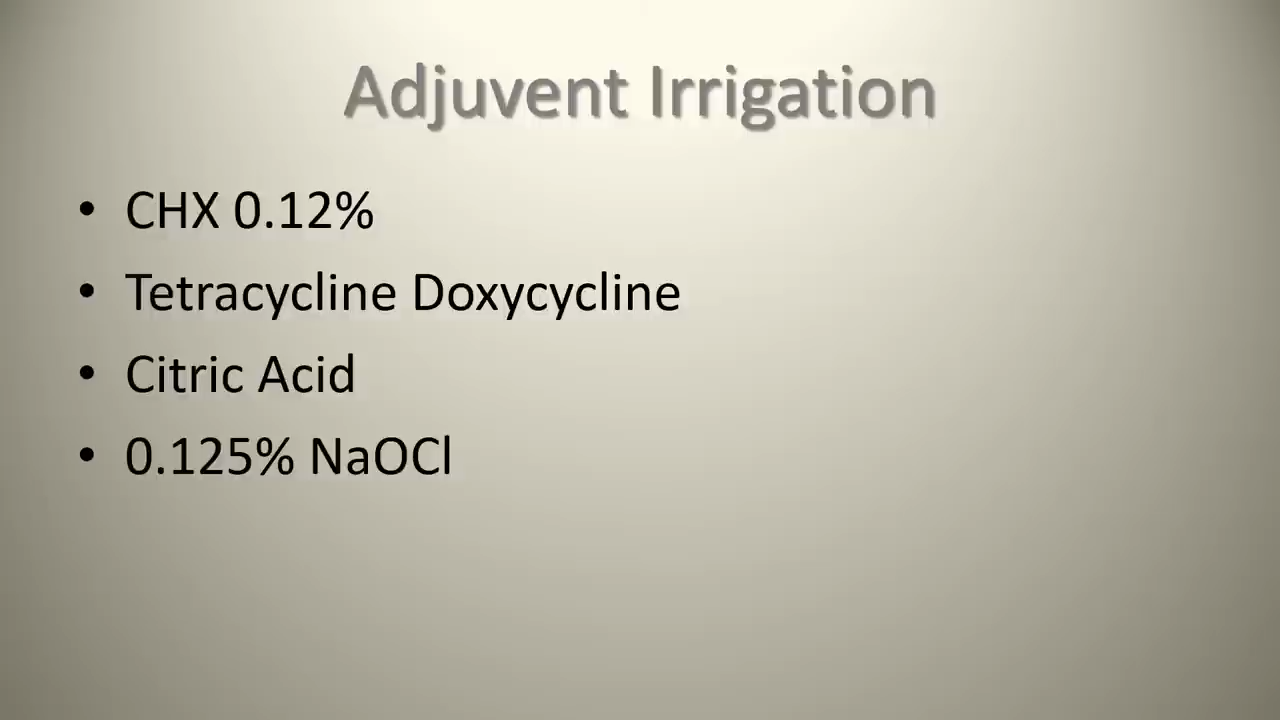 Adjuvent Irrigation
• CHX 0.12%
• Tetracycline Doxycycline
• Citric Acid
• 0.125% NaOCl